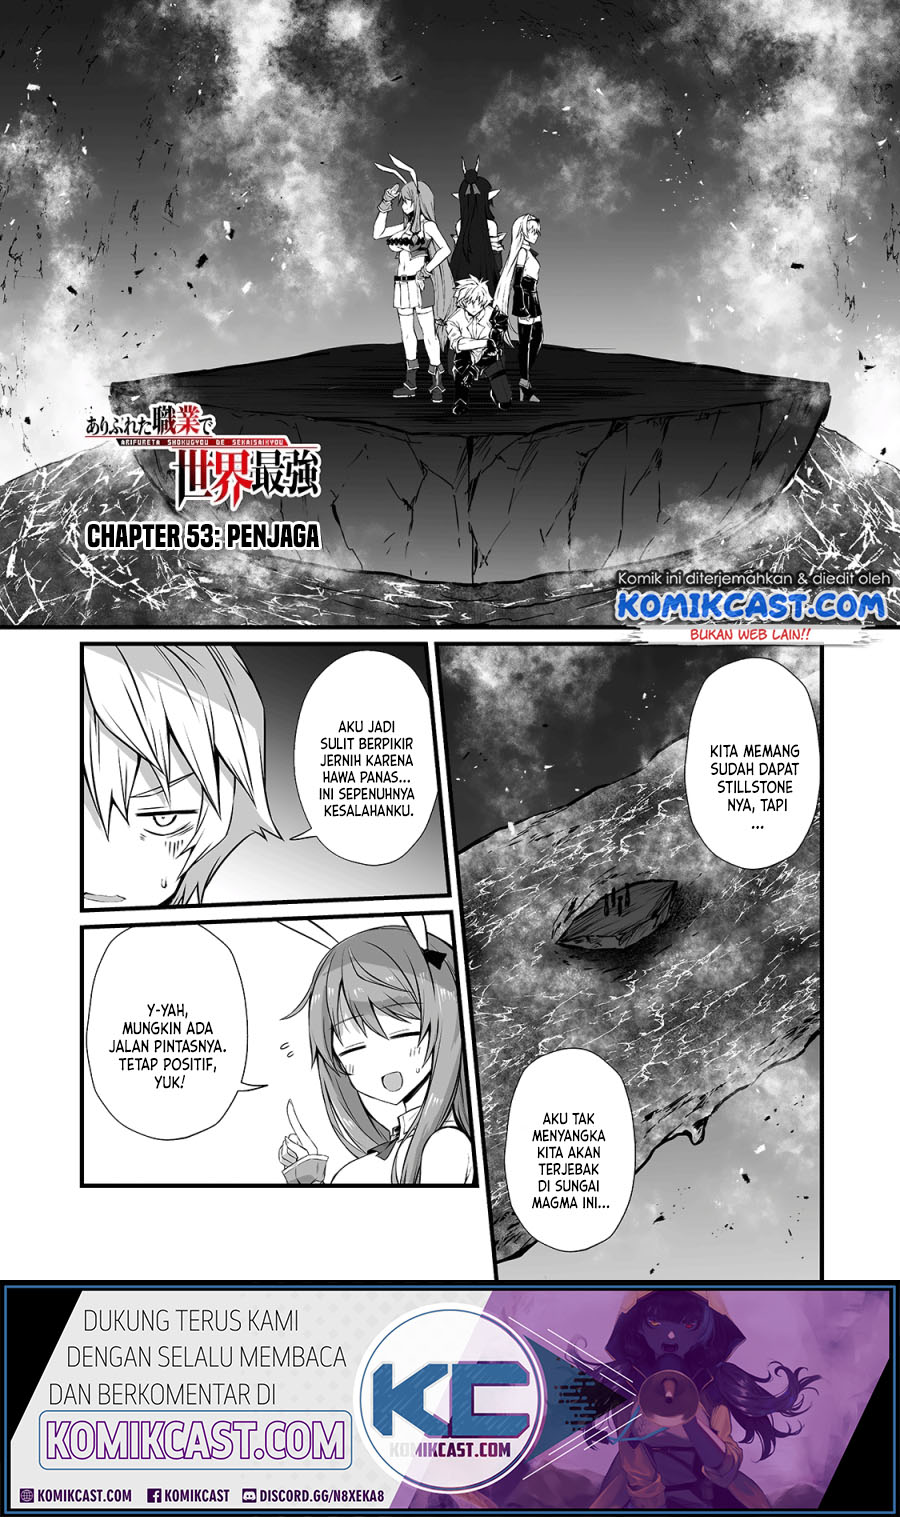 ありふれた職業で
ARIFURETA SHOKUGYOU DE SEKAISAIKYOU
世界最強
CHAPTER 53: PENJAGA
Komik ini diterjemahkan & diedit oleh
KOMIKCAST.COM
BUKAN WEB LAIN!!
KITA MEMANG
SUDAH DAPAT
STILLSTONE
NYA, TAPI
...
AKU TAK
MENYANGKA
KITA AKAN
TERJEBAK
DI SUNGAI
MAGMA INI...
AKU JADI
SULIT BERPIKIR
JERNIH KARENA
HAWA PANAS...
INI SEPENUHNYA
KESALAHANKU.
Y-YAH,
MUNGKIN ADA
JALAN PINTASNYA.
TETAP POSITIF,
YUK!
DUKUNG TERUS KAMI
DENGAN SELALU MEMBACA
DAN BERKOMENTAR DI
KOMIKCAST.COM
KOMIKCAST.COM
KOMIKCAST
DISCORD.GG/N8XEKA8
KC
KOMIKCAST.COM